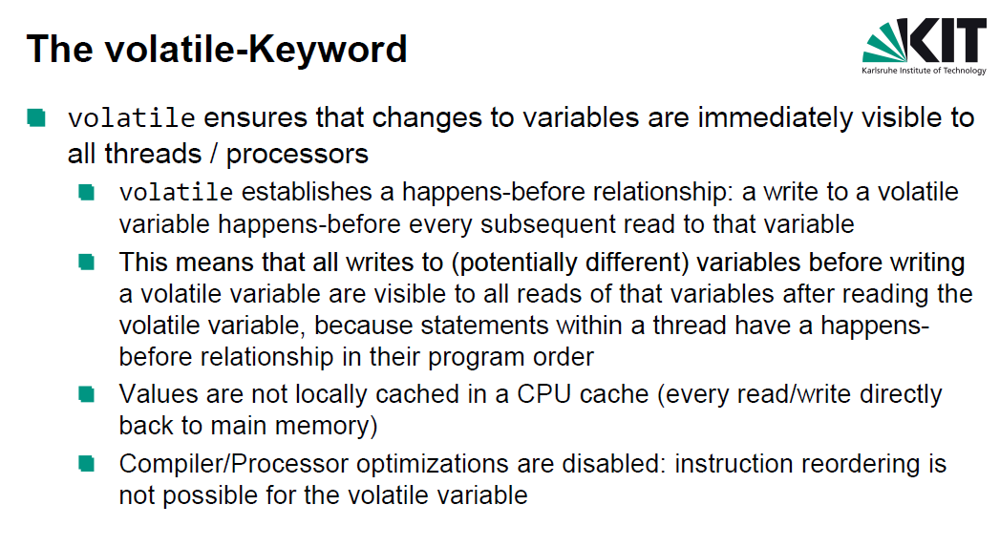 The volatile-Keyword
KIT
Karlsruhe Institute of Technology
volatile ensures that changes to variables are immediately visible to
all threads / processors
volatile establishes a happens-before relationship: a write to a volatile
variable happens-before every subsequent read to that variable
This means that all writes to (potentially different) variables before writing
a volatile variable are visible to all reads of that variables after reading the
volatile variable, because statements within a thread have a happens-
before relationship in their program order
Values are not locally cached in a CPU cache (every read/write directly
back to main memory)
Compiler/Processor optimizations are disabled: instruction reordering is
not possible for the volatile variable